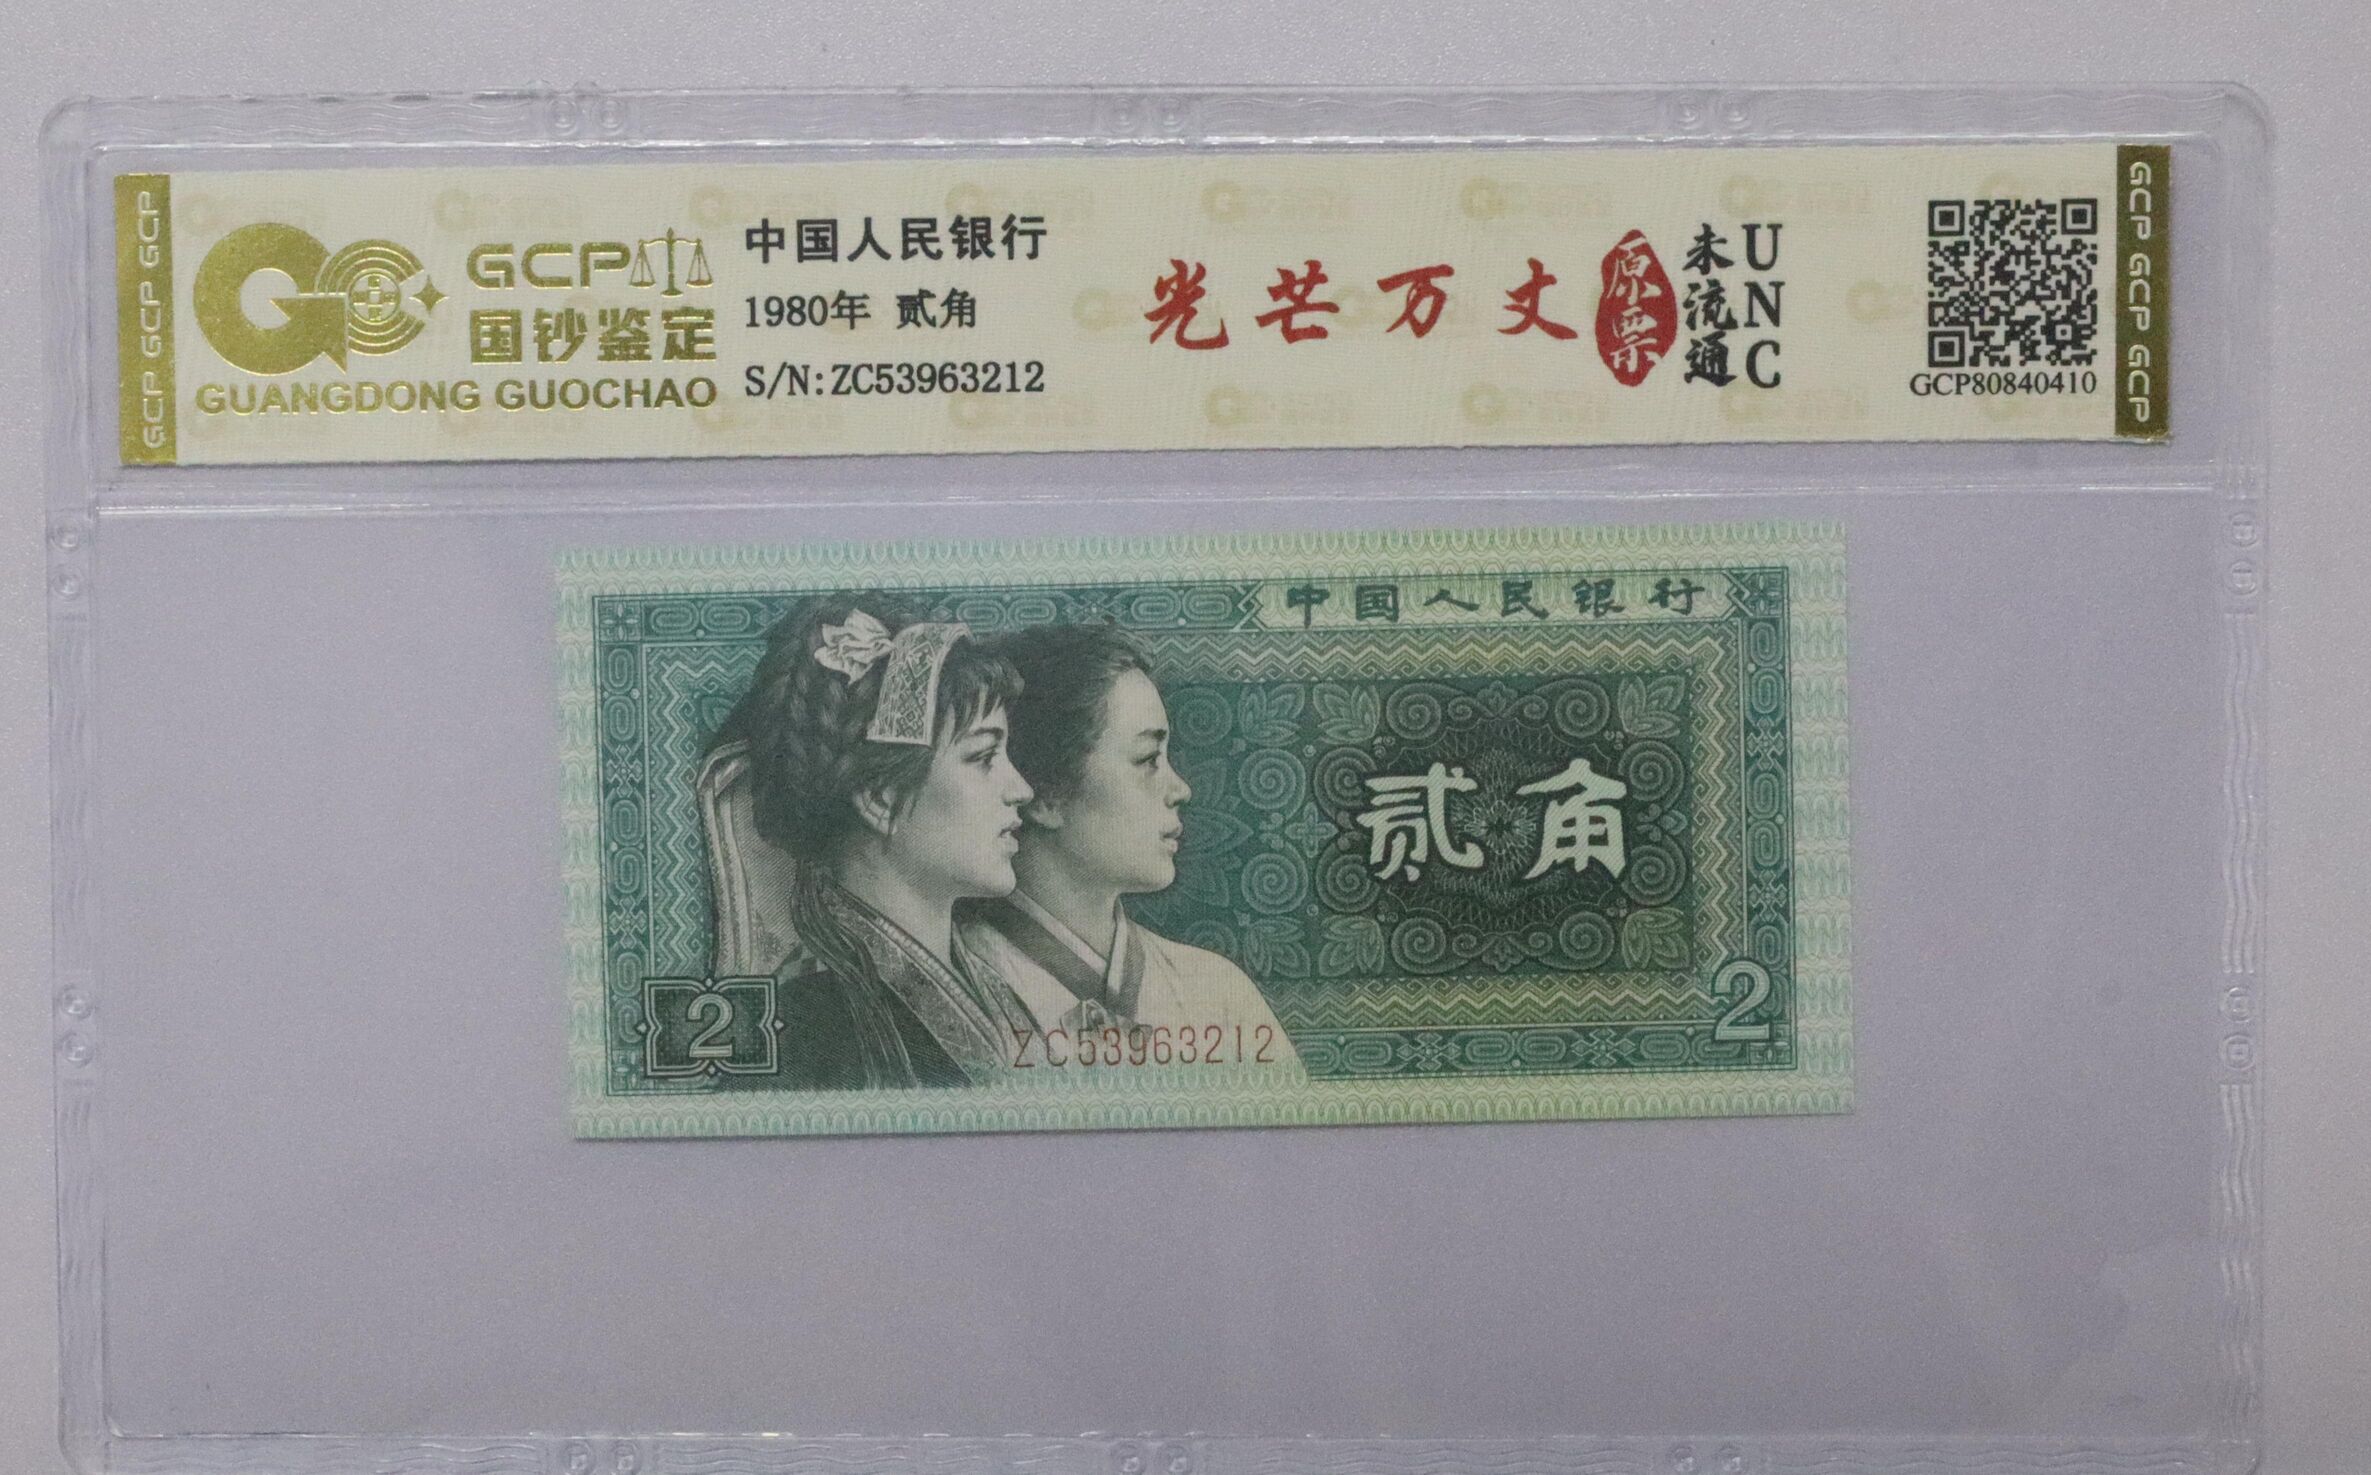 GCP GCP GCP
GCP
国钞鉴定
GUANGDONG GUOCHAO
中国人民银行
1980年 贰角
S/N:ZC53963212
光芒万丈
原票
未流通
UNC
GCP80840410
GCP GCP GCP
中国人民银行
贰角
2
2
ZC53963212